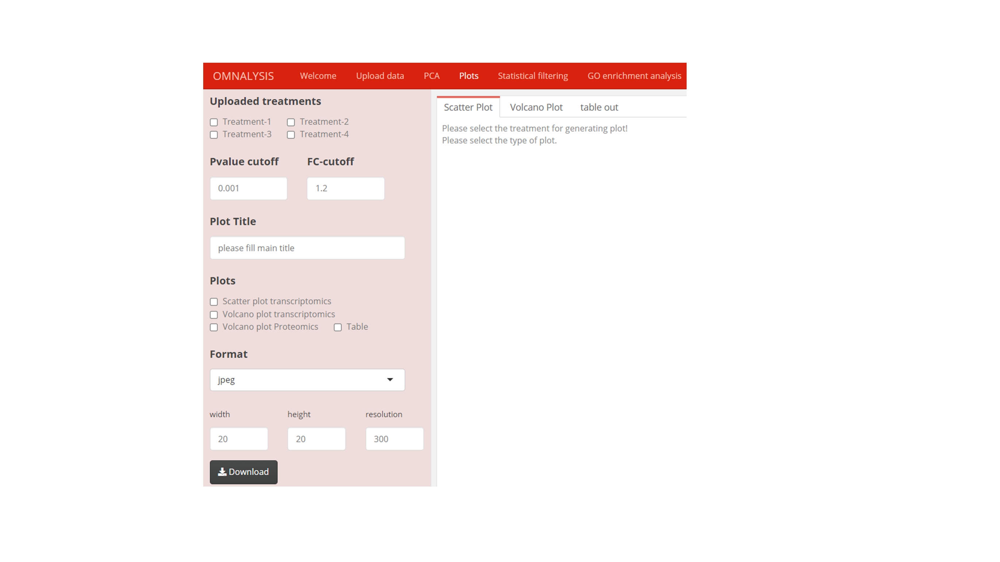 OMNALYSIS Welcome Upload data PCA Plots Statistical filtering GO enrichment analysis
Uploaded treatments
Treatment-1 Treatment-2
Treatment-3 Treatment-4
Pvalue cutoff FC-cutoff
0.001 1.2
Plot Title
please fill main title
Plots
Scatter plot transcriptomics
Volcano plot transcriptomics
Volcano plot Proteomics Table
Format
jpeg
width height resolution
20 20 300
Download
Scatter Plot Volcano Plot table out
Please select the treatment for generating plot!
Please select the type of plot.